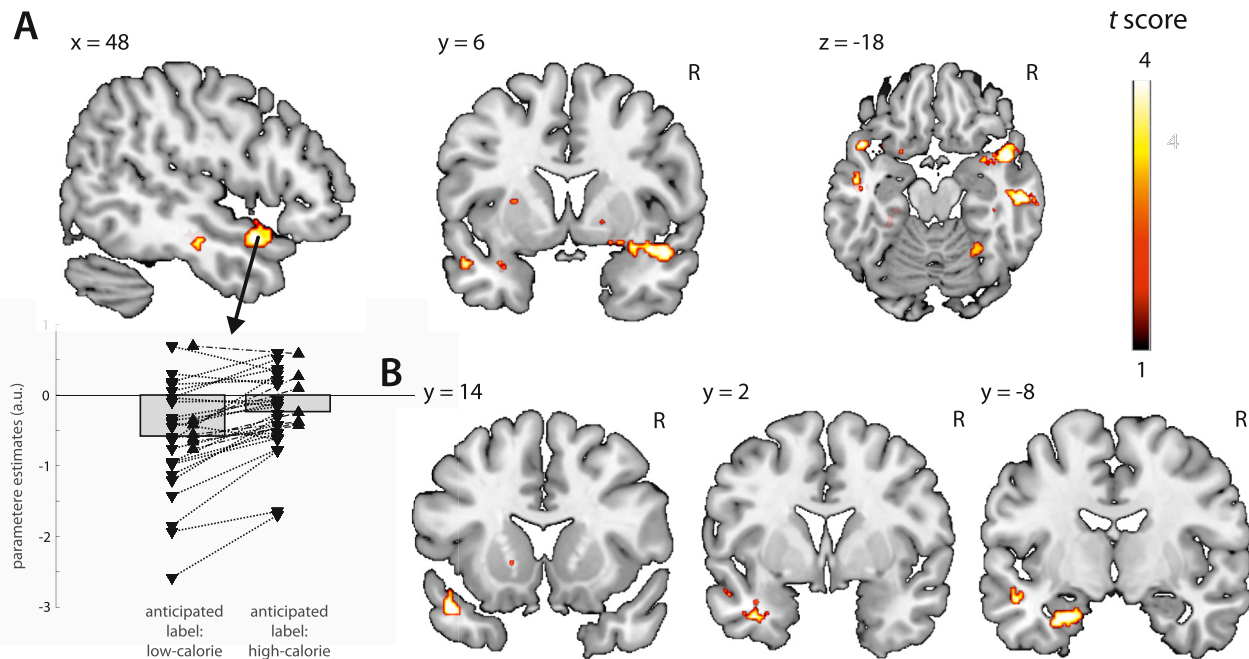 A
x = 48
y = 6
R
z = -18
R
t score
4
4
1
1
0
-1
-2
-3
parametere estimates (a.u.)
anticipated
label:
low-calorie
anticipated
label:
high-calorie
B
y = 14
R
y = 2
R
y = -8
R